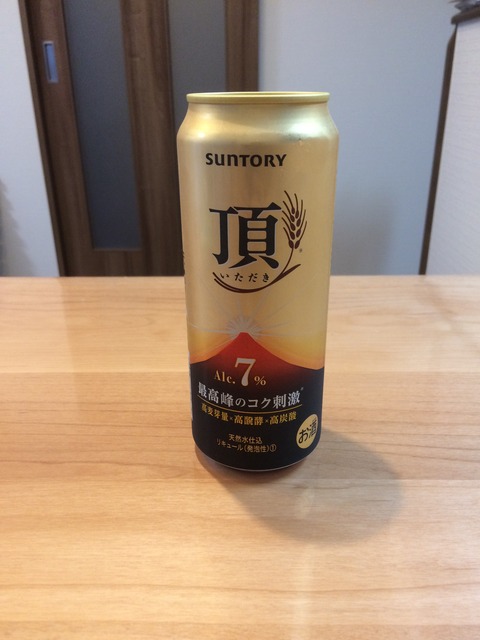 SUNTORY
頂
いただき
Alc. 7%
最高峰のコク刺激※
高麦芽量×高醗酵×高炭酸
天然水仕込
リキュール(発泡性)①
お酒